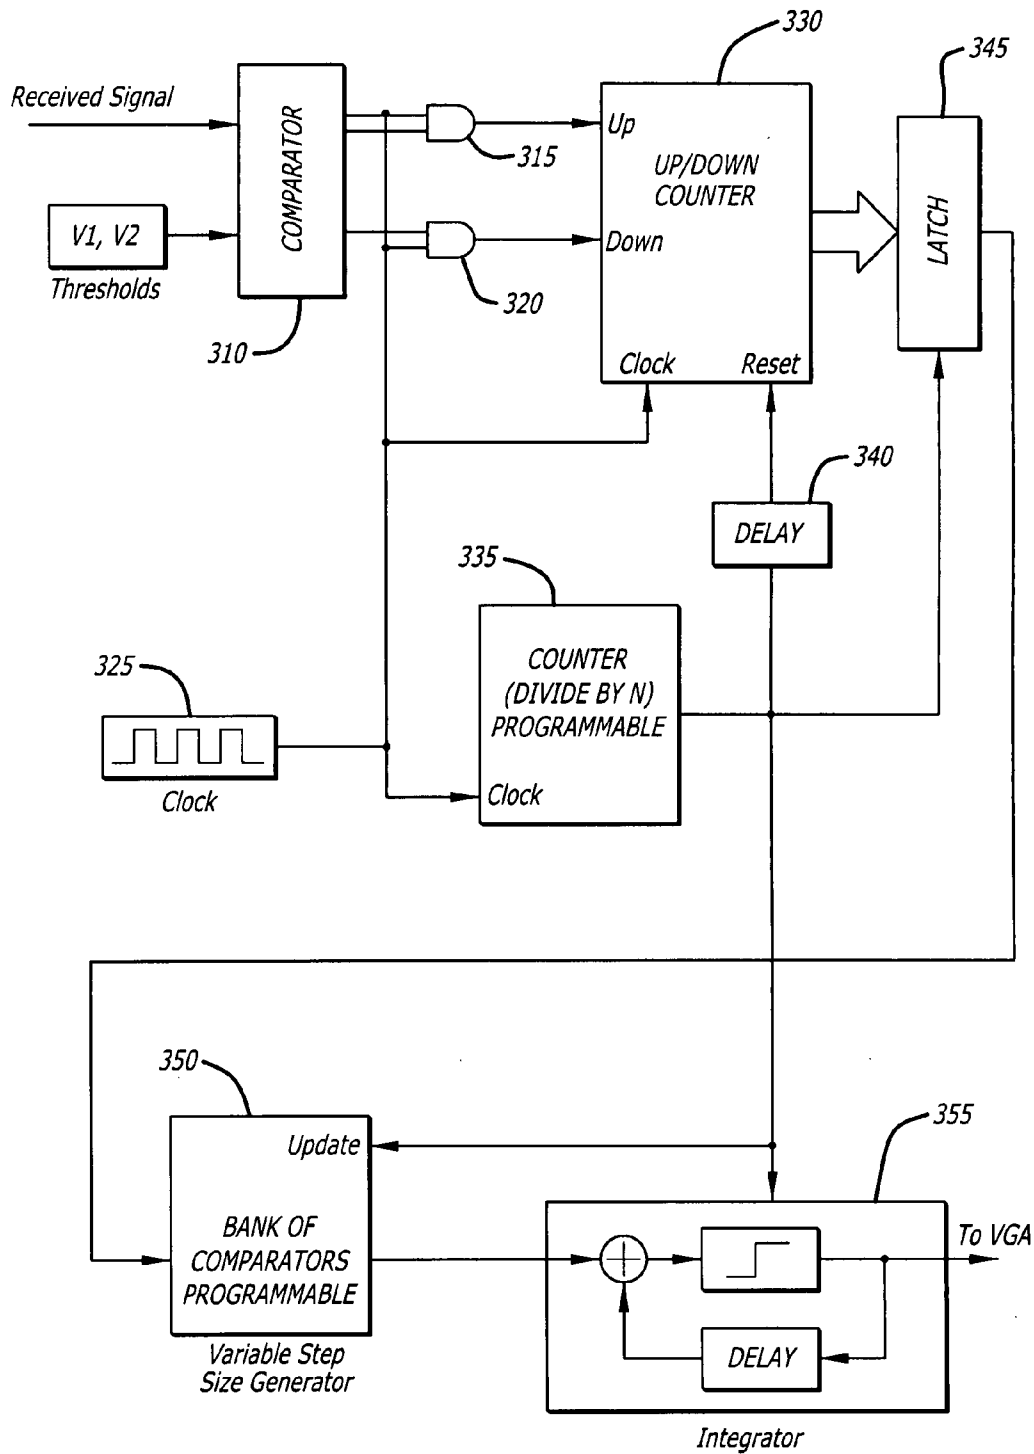 330
345
Received Signal
COMPARATOR
315
Up
UP/DOWN
COUNTER
LATCH
V1, V2
Thresholds
Down
320
310
Clock
Reset
340
DELAY
335
325
COUNTER
(DIVIDE BY N)
PROGRAMMABLE
Clock
Clock
350
355
Update
BANK OF
COMPARATORS
PROGRAMMABLE
To VGA
DELAY
Variable Step
Size Generator
Integrator